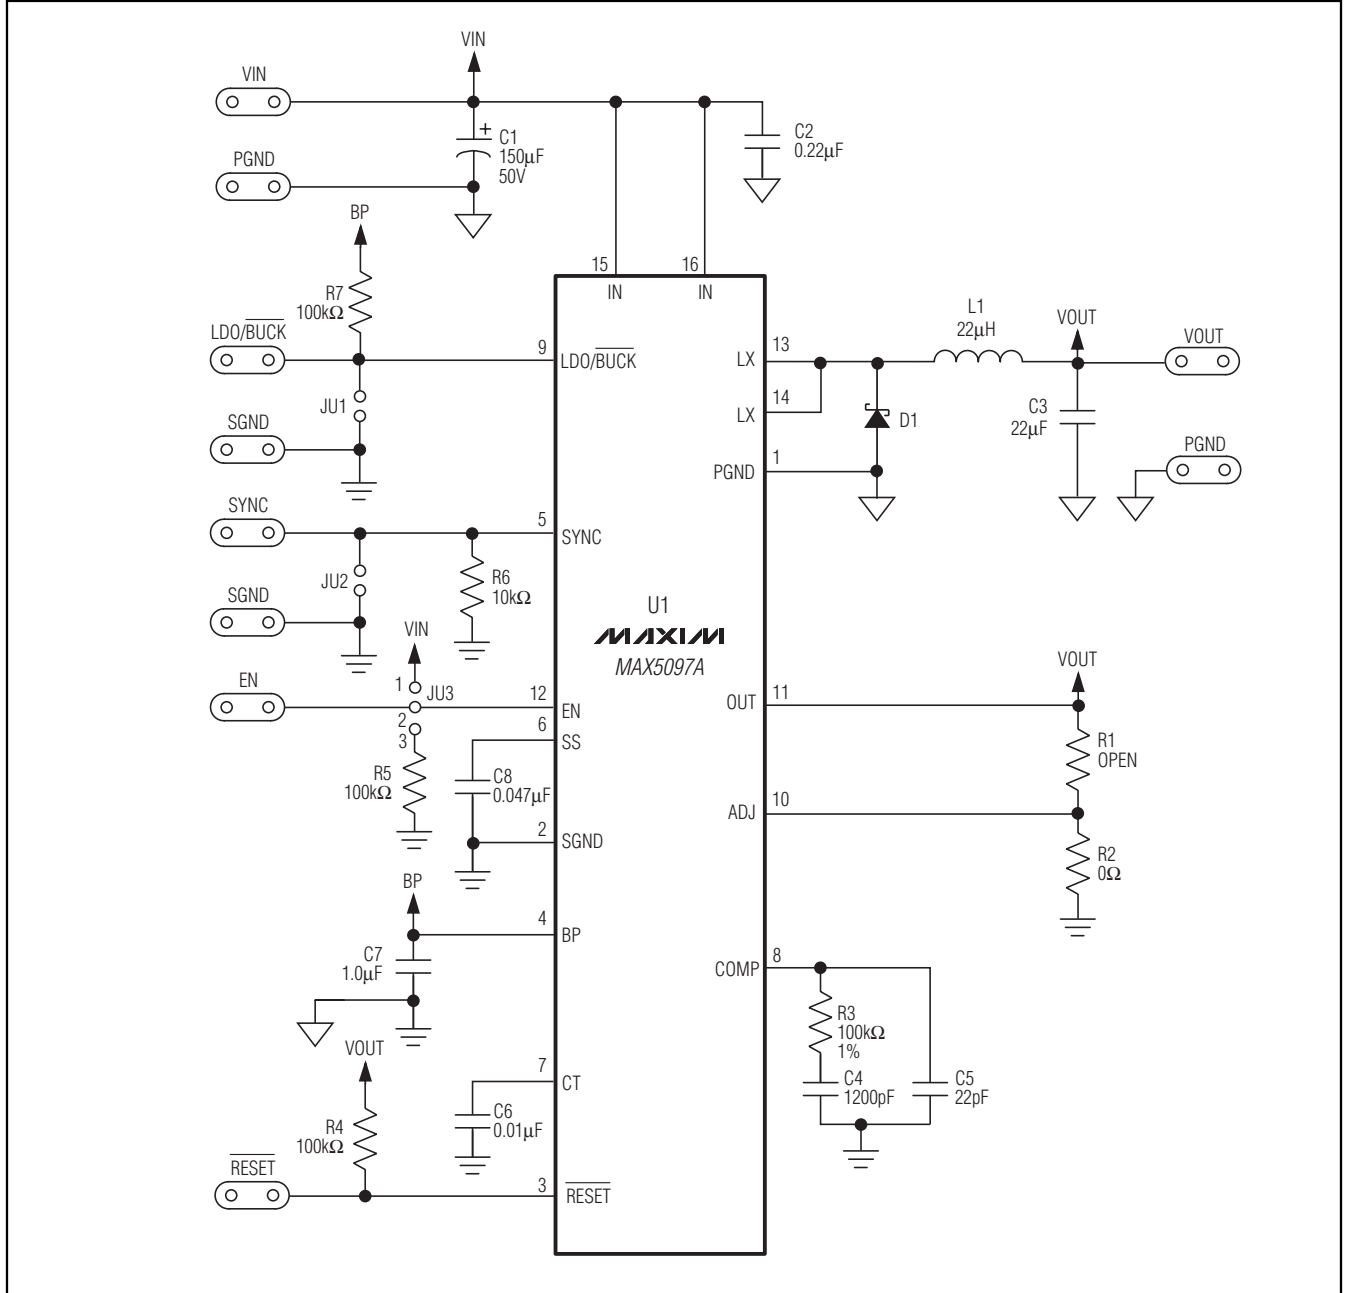 VIN
VIN
C1
150µF
50V
C2
0.22µF
PGND
BP
R7
100kΩ
15
16
IN
IN
LDO/BUCK
9
LDO/BUCK
JU1
SGND
LX
13
LX
14
PGND
1
L1
22µH
VOUT
VOUT
D1
C3
22µF
PGND
SYNC
5
SYNC
JU2
R6
10kΩ
SGND
U1
MAXIM
MAX5097A
VIN
1
JU3
2
3
EN
12
EN
6
SS
R5
100kΩ
C8
0.047µF
2
SGND
OUT
11
VOUT
R1
OPEN
ADJ
10
R2
0Ω
BP
4
BP
C7
1.0µF
COMP
8
R3
100kΩ
1%
C4
1200pF
C5
22pF
VOUT
7
CT
C6
0.01µF
R4
100kΩ
RESET
3
RESET
+